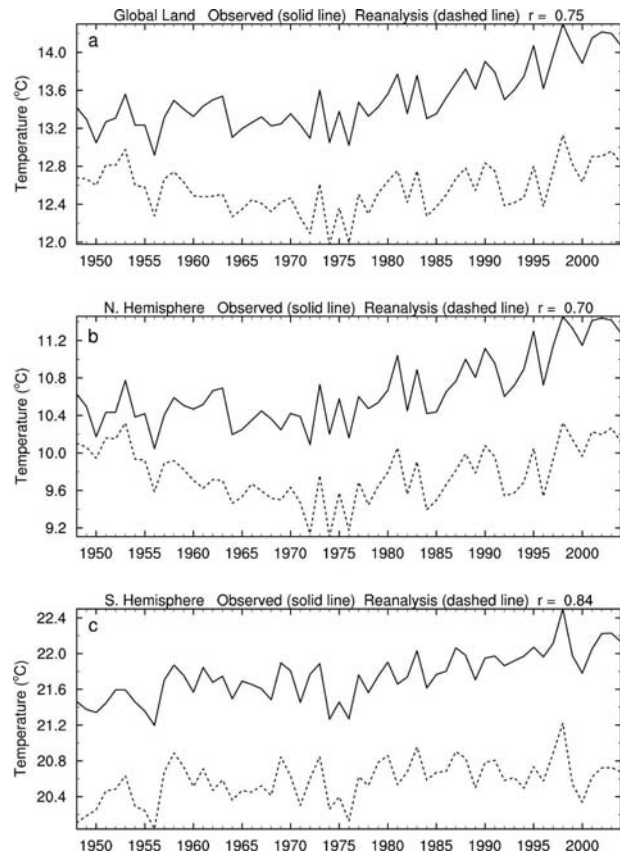 Global Land Observed (solid line) Reanalysis (dashed line) r = 0.75
a
14.0
13.6
13.2
12.8
12.4
12.0
Temperature (°C)
1950 1955 1960 1965 1970 1975 1980 1985 1990 1995 2000
N. Hemisphere Observed (solid line) Reanalysis (dashed line) r = 0.70
b
11.2
10.8
10.4
10.0
9.6
9.2
Temperature (°C)
1950 1955 1960 1965 1970 1975 1980 1985 1990 1995 2000
S. Hemisphere Observed (solid line) Reanalysis (dashed line) r = 0.84
c
22.4
22.0
21.6
21.2
20.8
20.4
Temperature (°C)
1950 1955 1960 1965 1970 1975 1980 1985 1990 1995 2000